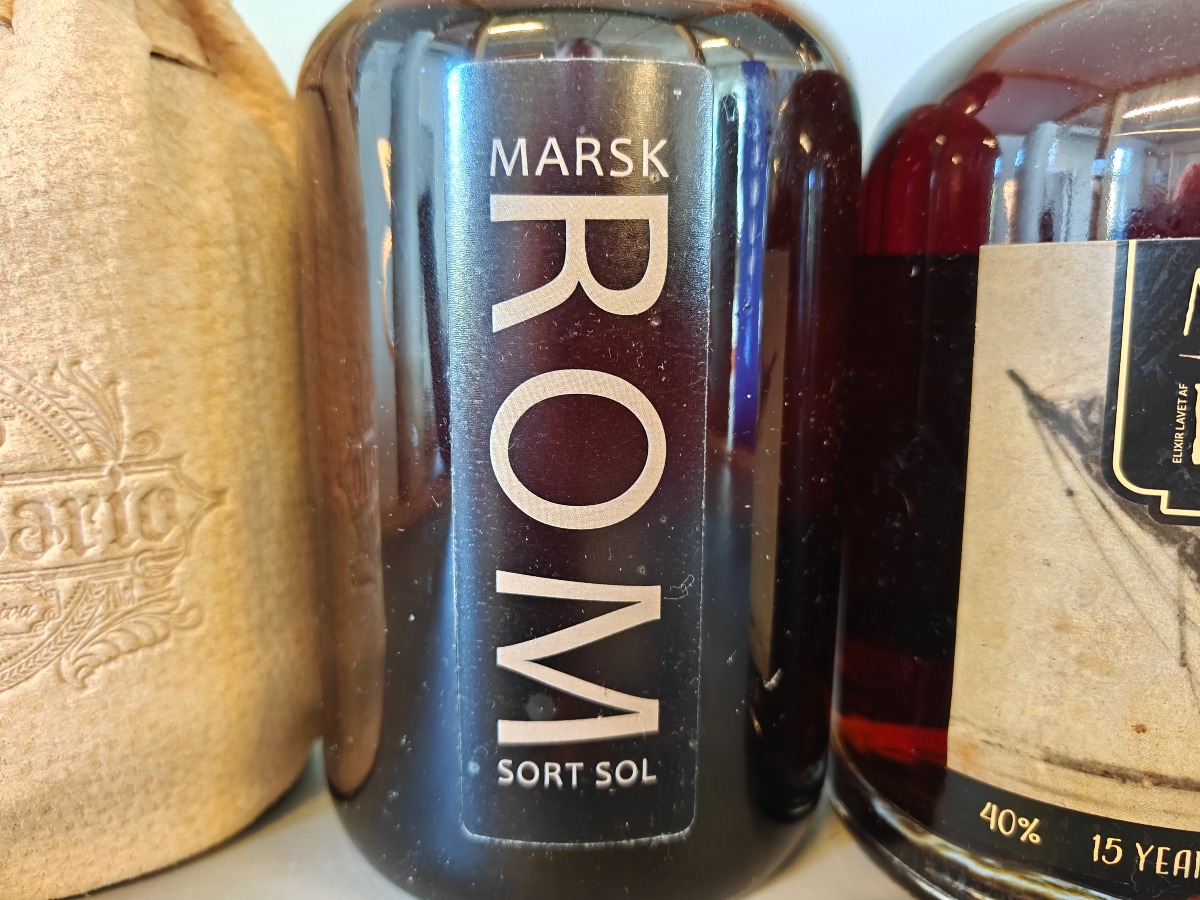 MARSK
ROM
SORT SOL
ELIXIR LAVET AF
40% 15 YEA